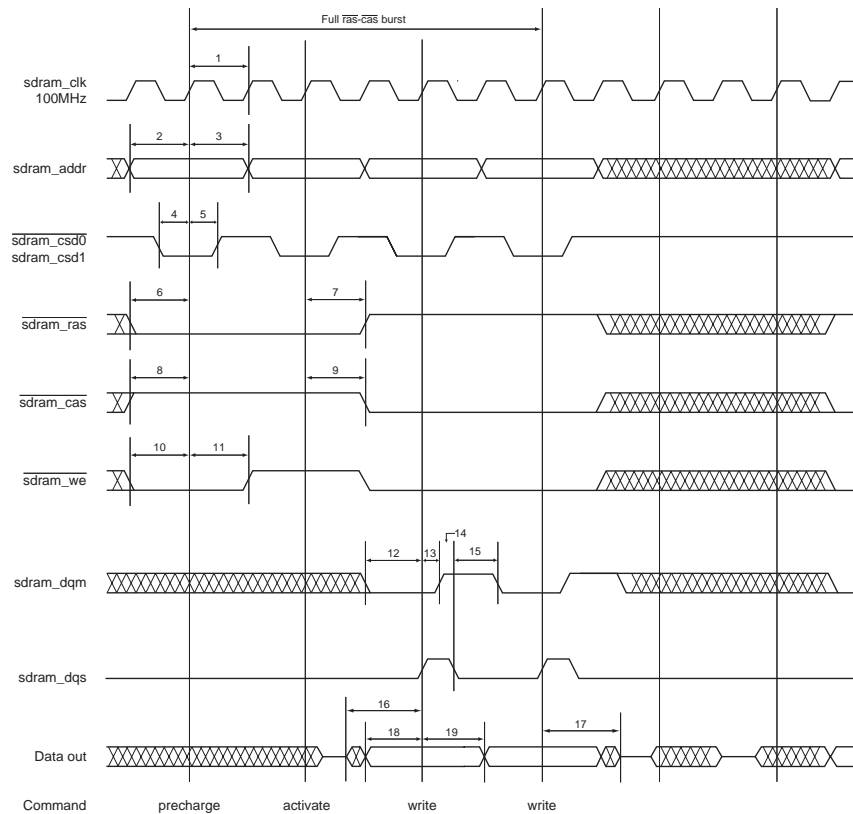 Full ras-cas burst
1
sdram_clk
100MHz
2 3
sdram_addr
4 5
sdram_csd0
sdram_csd1
6 7
sdram_ras
8 9
sdram_cas
10 11
sdram_we
14
12 13 15
sdram_dqm
sdram_dqs
16
17
18 19
Data out
Command precharge activate write write